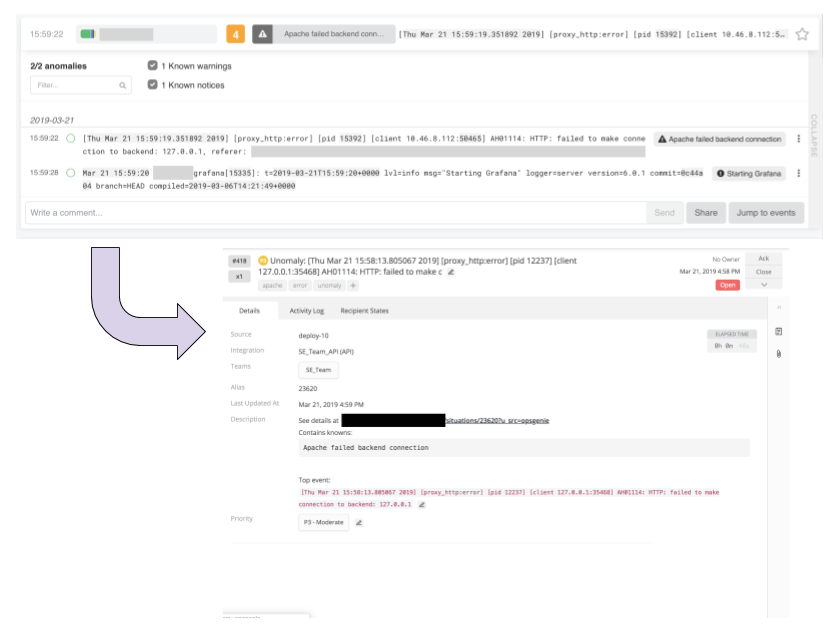 15:59:22 4 Apache failed backend conn... [Thu Mar 21 15:59:19.351892 2019] [proxy_http:error] [pid 15392] [client 10.46.8.112:5…
2/2 anomalies
1 Known warnings
Filter...
1 Known notices
2019-03-21
15:59:22 [Thu Mar 21 15:59:19.351892 2019] [proxy_http:error] [pid 15392] [client 10.46.8.112:50465] AH01114: HTTP: failed to make conne Apache failed backend connection
ction to backend: 127.0.0.1, referer:
15:59:28 Mar 21 15:59:20 grafana[15335]: t=2019-03-21T15:59:20+0000 lvl=info msg="Starting Grafana" logger=server version=6.0.1 commit=0c44a Starting Grafana
04 branch=HEAD compiled=2019-03-06T14:21:49+0000
COLLAPSE
Write a comment... Send Share Jump to events
#418 Unomaly: [Thu Mar 21 15:58:13.805067 2019] [proxy_http:error] [pid 12237] [client No Owner Ack
x1 127.0.0.1:35468] AH01114: HTTP: failed to make c Mar 21, 2019 4:58 PM Close
apache error unomaly + Open
Details Activity Log Recipient States
Source deploy-10 ELAPSED TIME
Integration SE_Team_API (API) 0h 0m
Teams SE_Team
Alias 23620
Last Updated At Mar 21, 2019 4:59 PM
Description See details at /situations/23620?u_src=opsgenie
Contains knowns:
Apache failed backend connection
Top event:
[Thu Mar 21 15:58:13.805067 2019] [proxy_http:error] [pid 12237] [client 127.0.0.1:35468] AH01114: HTTP: failed to make
connection to backend: 127.0.0.1
Priority P3 - Moderate